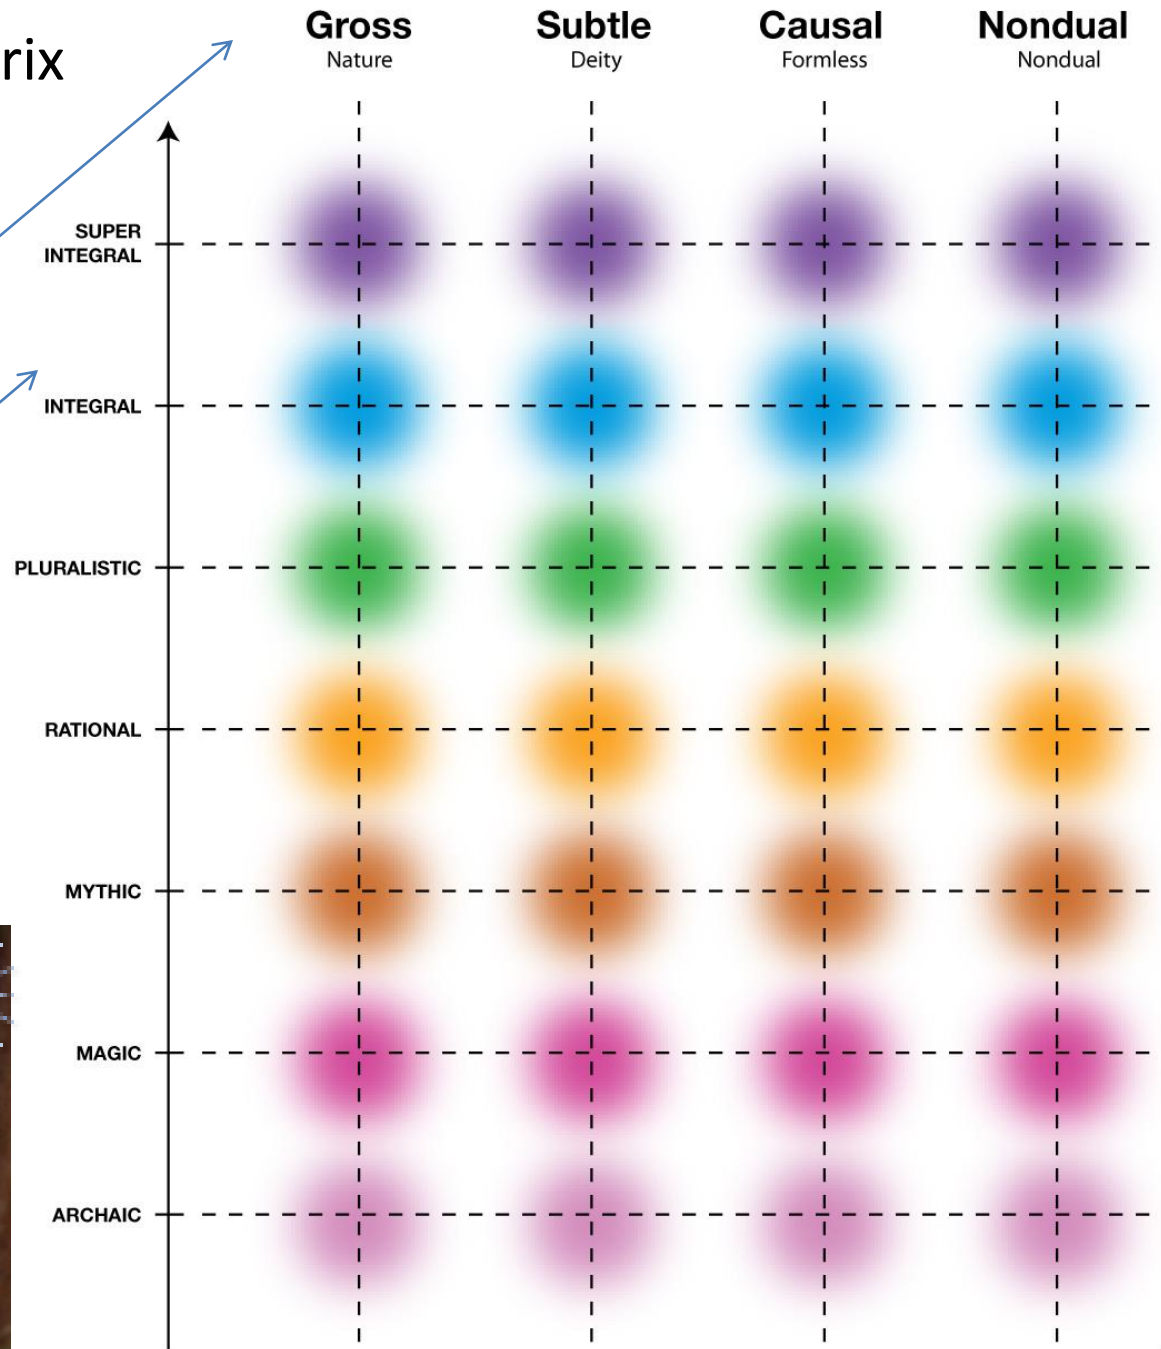 rix
Gross Subtle Causal Nondual
Nature Deity Formless Nondual
SUPER
INTEGRAL
INTEGRAL
PLURALISTIC
RATIONAL
MYTHIC
MAGIC
ARCHAIC